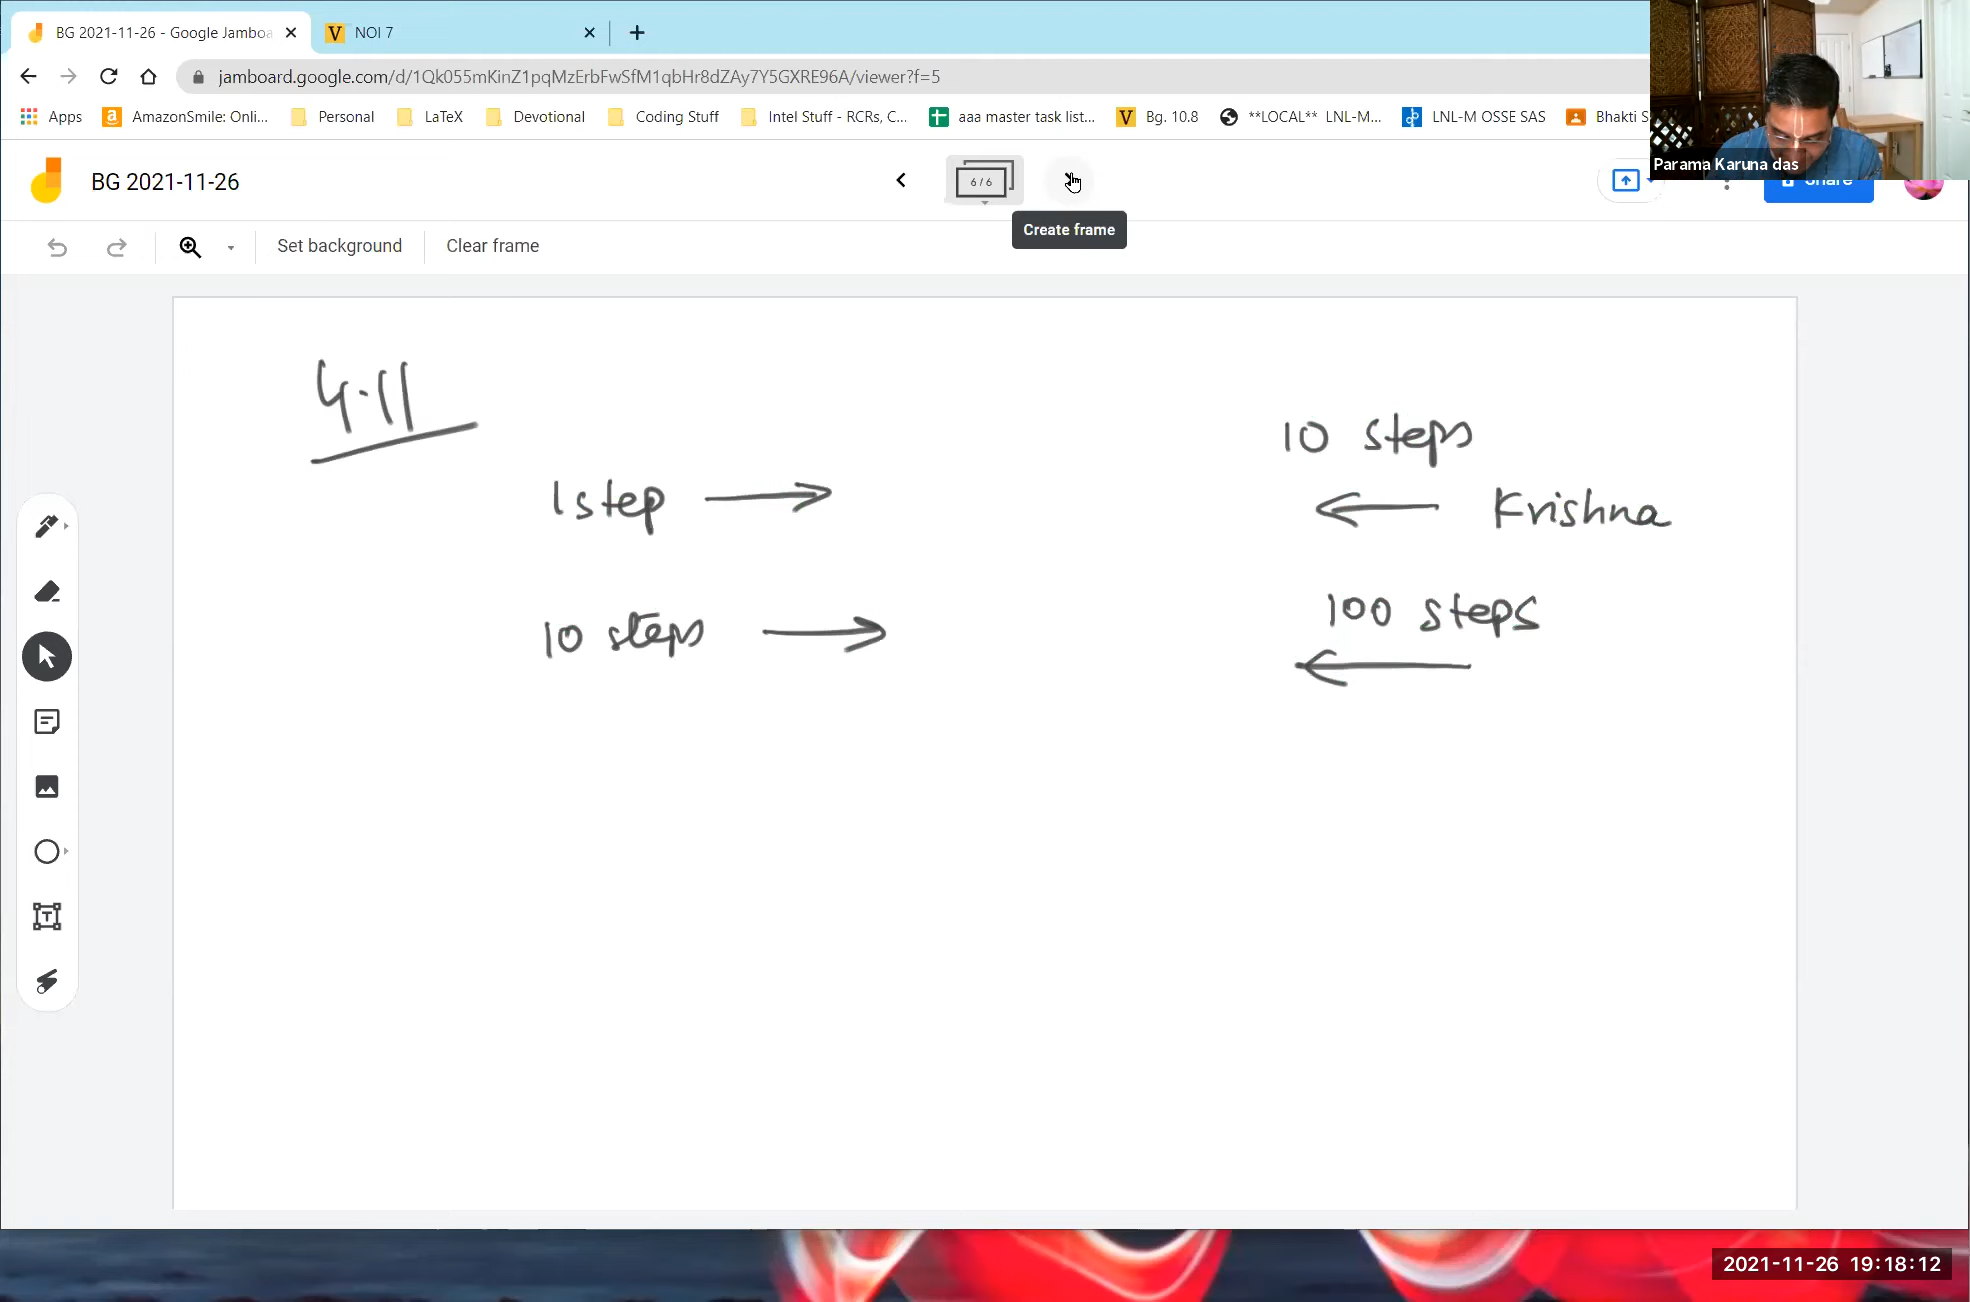 BG 2021-11-26 - Google Jamboa
NOI 7
jamboard.google.com/d/1Qk055mKinZ1pqMzErbFwSfM1qbHr8dZAy7Y5GXRE96A/viewer?f=5
Apps AmazonSmile: Onli... Personal LaTeX Devotional Coding Stuff Intel Stuff - RCRs, C... aaa master task list... Bg. 10.8 **LOCAL** LNL-M... LNL-M OSSE SAS Bhakti S
Parama Karuna das
BG 2021-11-26
6 / 6
Share
Create frame
Set background Clear frame
4.11
10 steps
1 step → ← Krishna
100 steps
10 steps → ←
2021-11-26 19:18:12